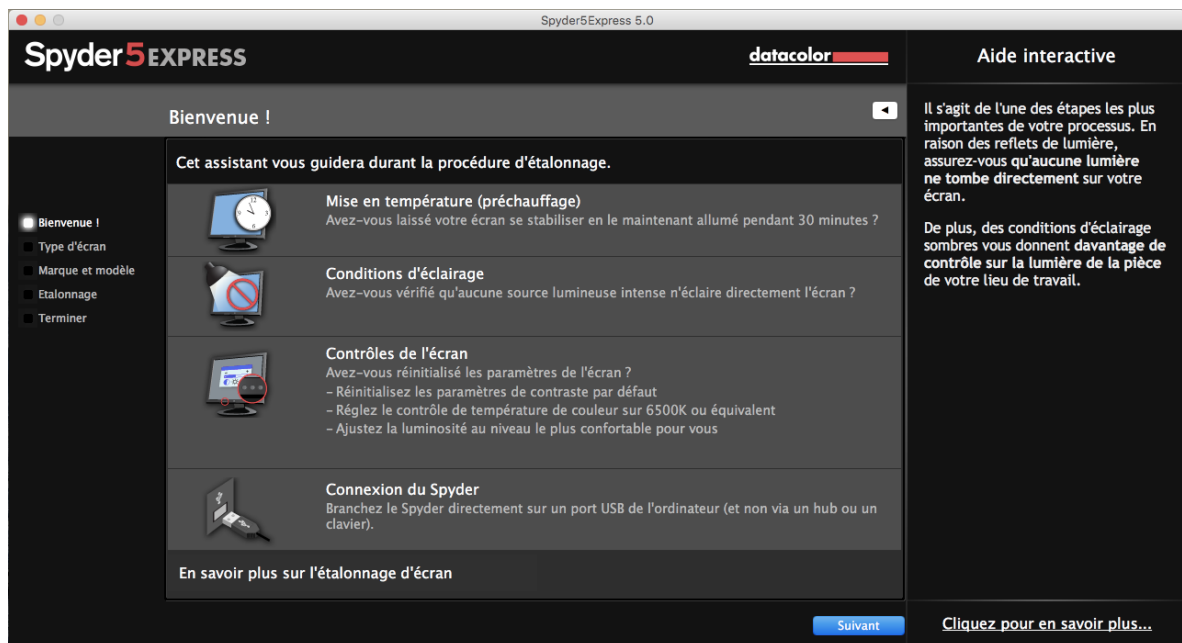 Spyder5Express 5.0
Spyder5EXPRESS
datacolor
Aide interactive
Bienvenue !
Il s'agit de l'une des étapes les plus
importantes de votre processus. En
raison des reflets de lumière,
assurez-vous qu'aucune lumière
ne tombe directement sur votre
écran.
De plus, des conditions d'éclairage
sombres vous donnent davantage de
contrôle sur la lumière de la pièce
de votre lieu de travail.
Bienvenue !
Type d'écran
Marque et modèle
Etalonnage
Terminer
Cet assistant vous guidera durant la procédure d'étalonnage.
Mise en température (préchauffage)
Avez-vous laissé votre écran se stabiliser en le maintenant allumé pendant 30 minutes ?
Conditions d'éclairage
Avez-vous vérifié qu'aucune source lumineuse intense n'éclaire directement l'écran ?
Contrôles de l'écran
Avez-vous réinitialisé les paramètres de l'écran ?
– Réinitialisez les paramètres de contraste par défaut
– Réglez le contrôle de température de couleur sur 6500K ou équivalent
– Ajustez la luminosité au niveau le plus confortable pour vous
Connexion du Spyder
Branchez le Spyder directement sur un port USB de l'ordinateur (et non via un hub ou un
clavier).
En savoir plus sur l'étalonnage d'écran
Suivant
Cliquez pour en savoir plus...